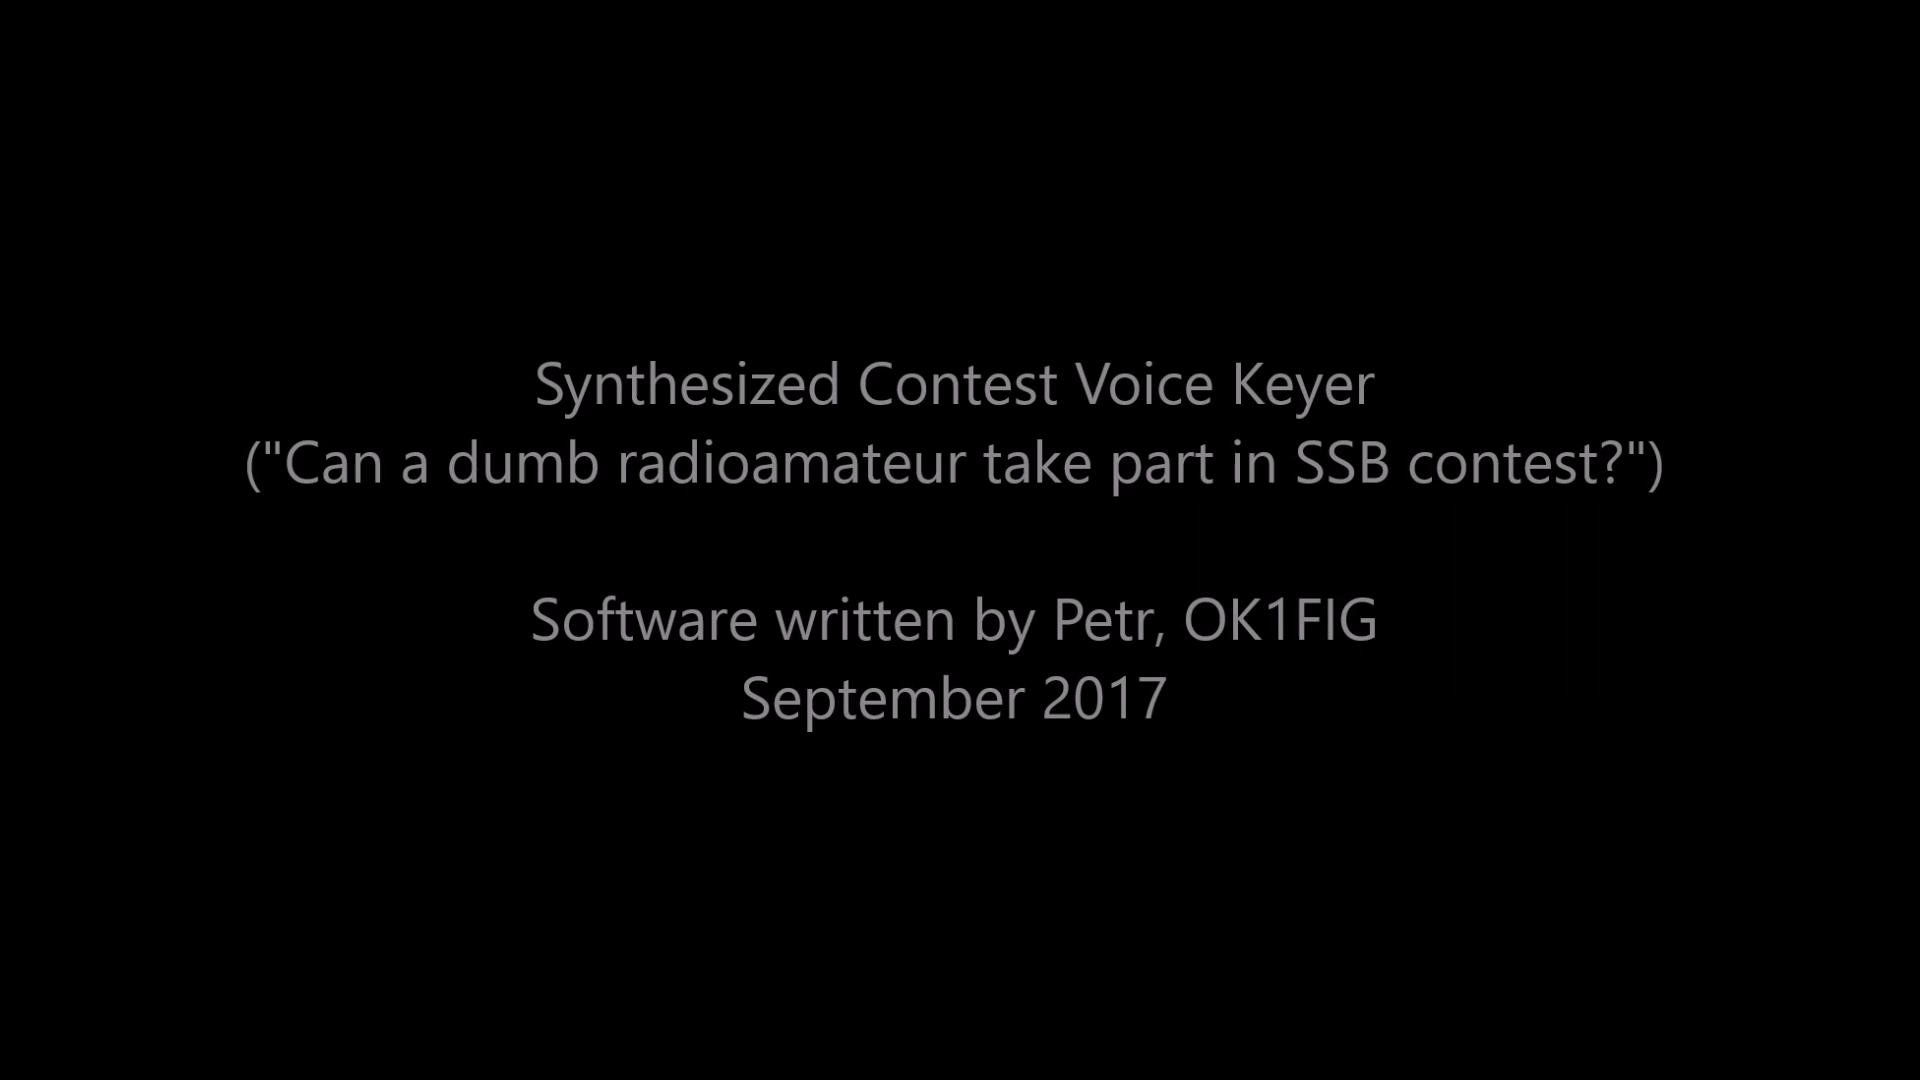 Synthesized Contest Voice Keyer
("Can a dumb radioamateur take part in SSB contest?")
Software written by Petr, OK1FIG
September 2017